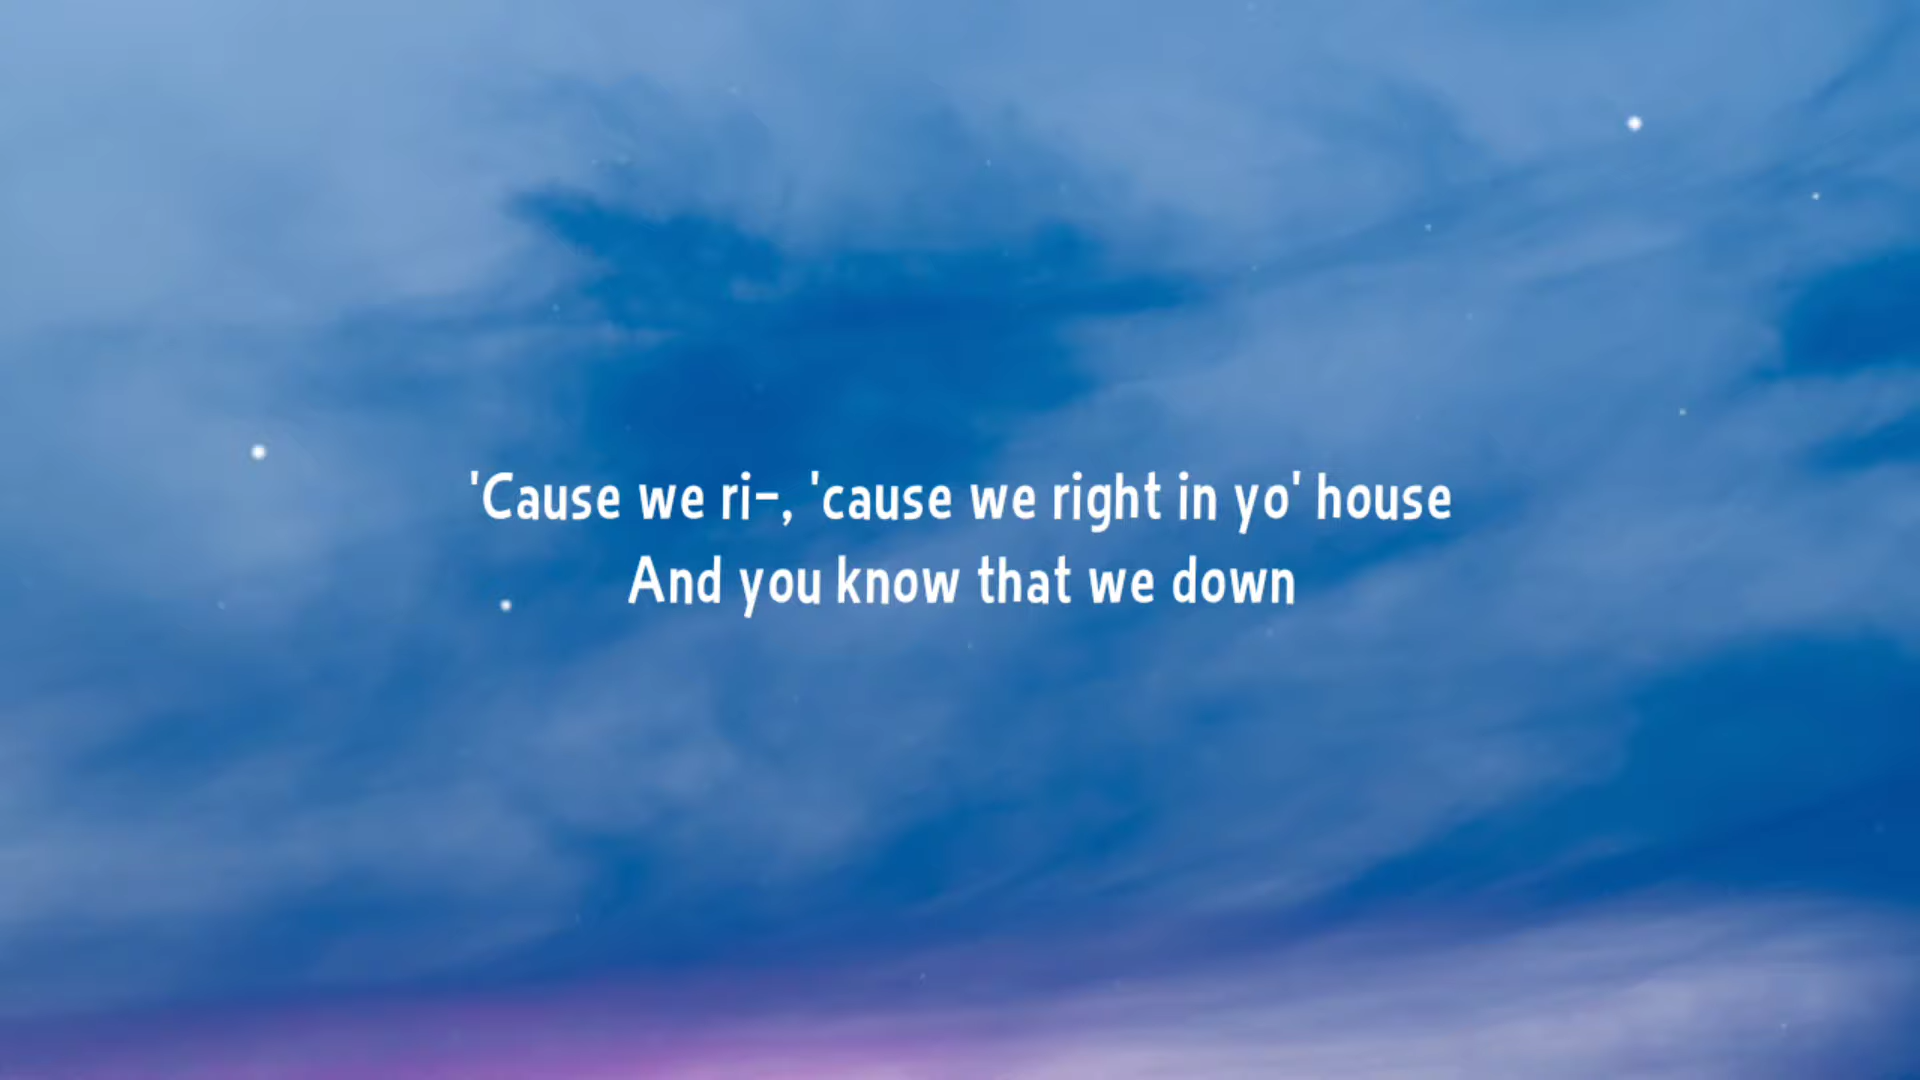 'Cause we ri-, 'cause we right in yo' house
And you know that we down